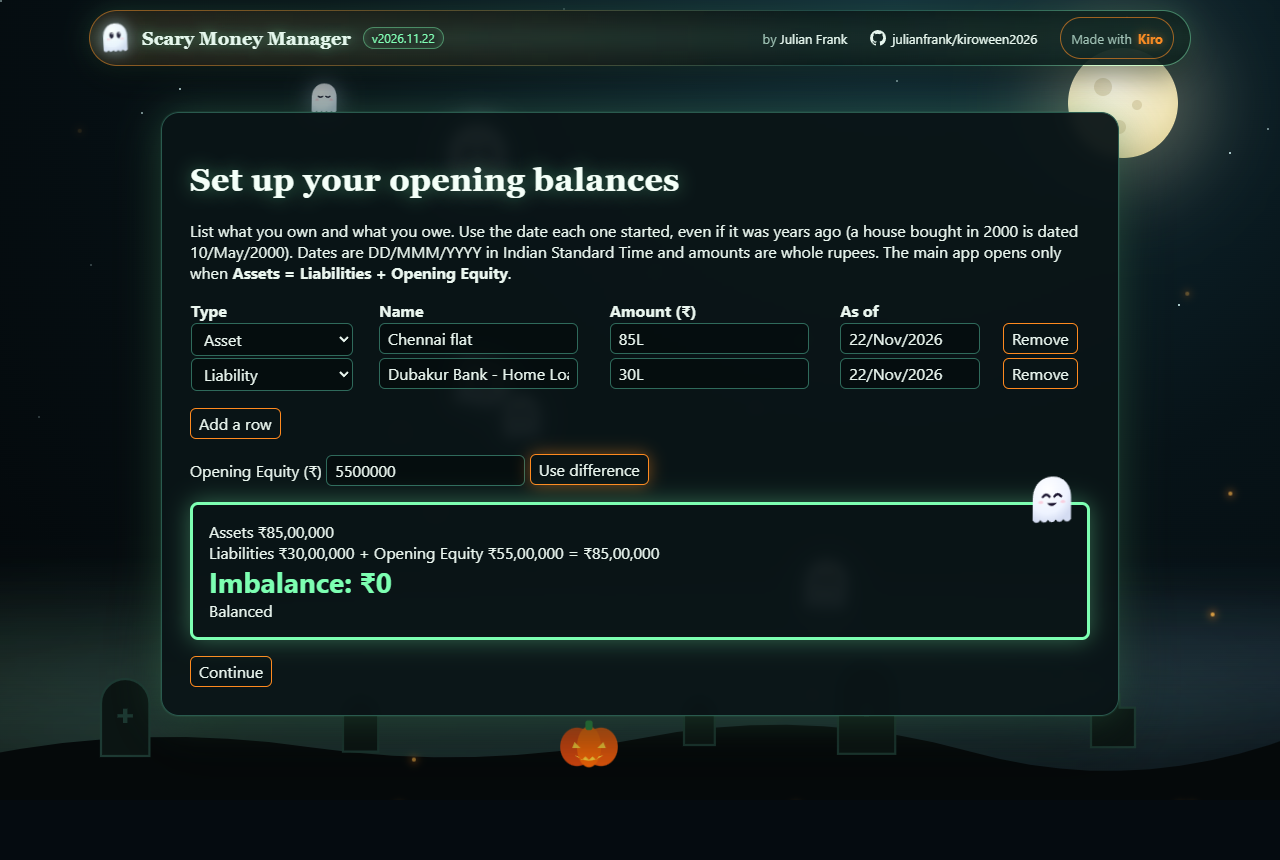 Scary Money Manager v2026.11.22 by Julian Frank julianfrank/kiroween2026 Made with Kiro
Set up your opening balances
List what you own and what you owe. Use the date each one started, even if it was years ago (a house bought in 2000 is dated
10/May/2000). Dates are DD/MMM/YYYY in Indian Standard Time and amounts are whole rupees. The main app opens only
when Assets = Liabilities + Opening Equity.
Type Name Amount (₹) As of
Asset Chennai flat 85L 22/Nov/2026 Remove
Liability Dubakur Bank - Home 30L 22/Nov/2026 Remove
Add a row
Opening Equity (₹) 5500000 Use difference
Assets ₹85,00,000
Liabilities ₹30,00,000 + Opening Equity ₹55,00,000 = ₹85,00,000
Imbalance: ₹0
Balanced
Continue